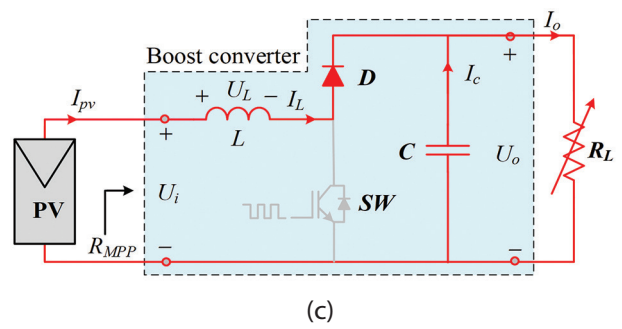 I_o
Boost converter
+
D
I_pv
+ U_L − I_L
I_c
+
L
C
U_o
R_L
PV
U_i
SW
R_MPP
−
−
(c)